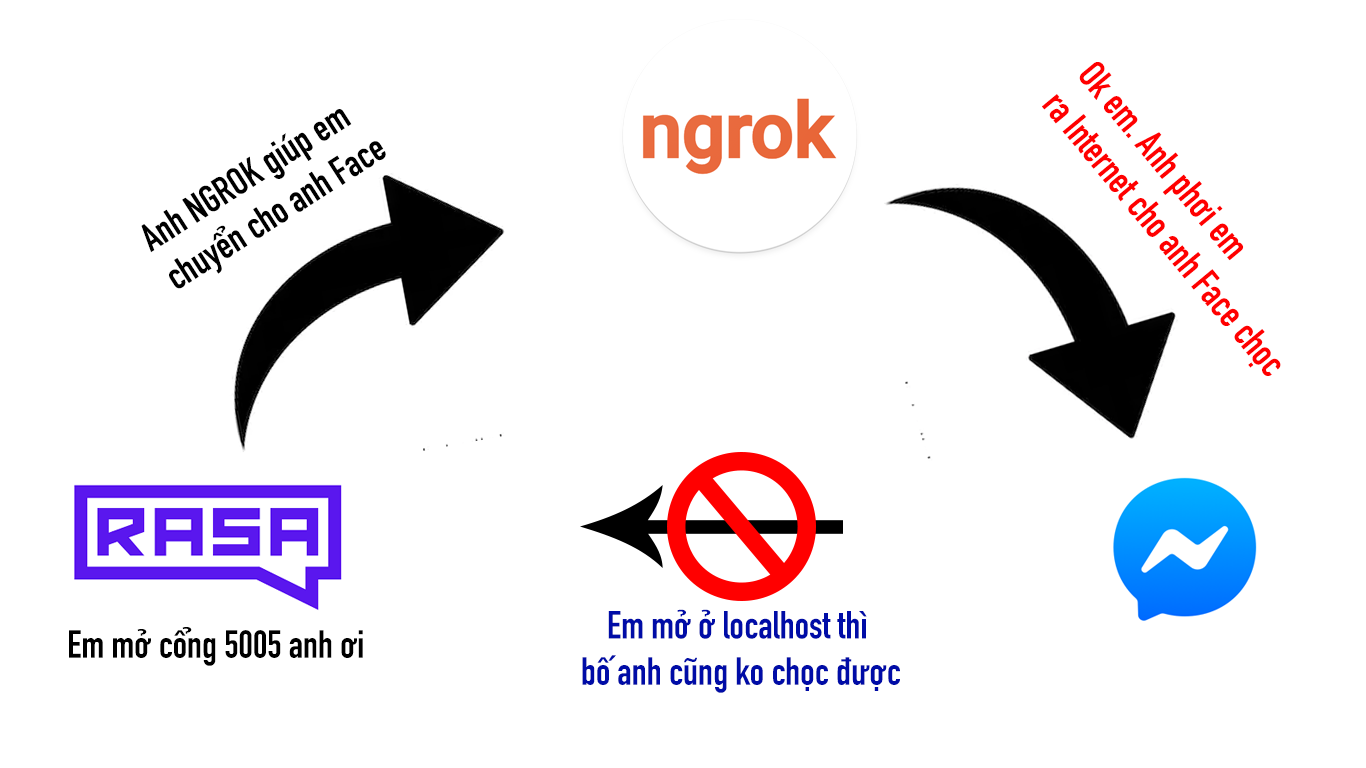 ngrok
Anh NGROK giúp em
chuyển cho anh Face
Ok em. Anh phơi em
ra Internet cho anh Face chọc
RASA
Em mở cổng 5005 anh ơi
Em mở ở localhost thì
bố anh cũng ko chọc được